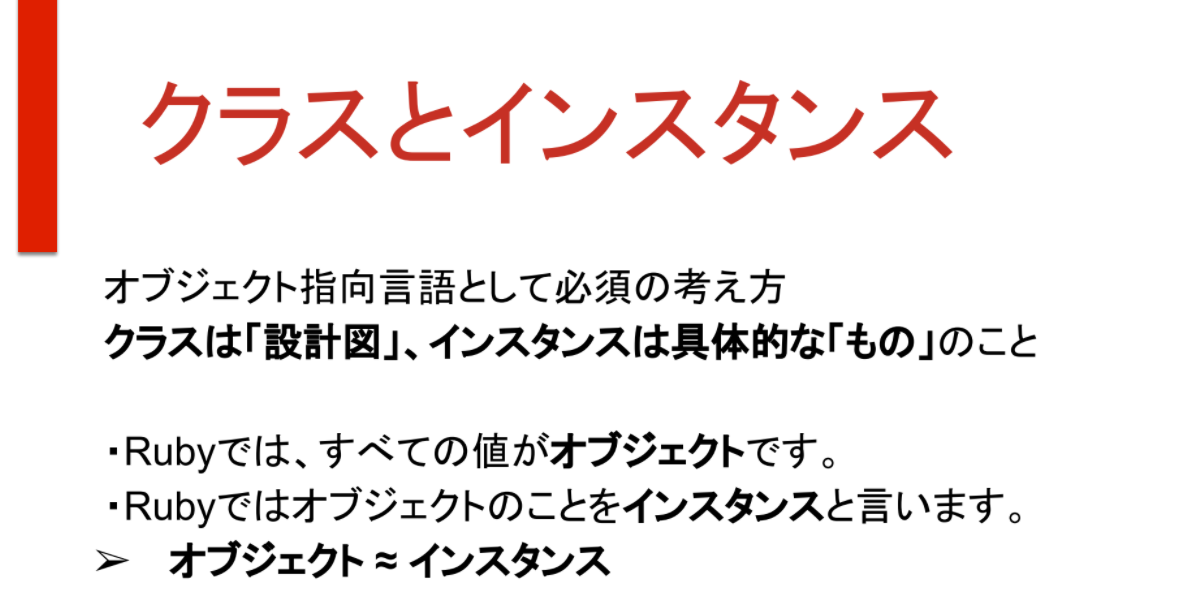 クラスとインスタンス
オブジェクト指向言語として必須の考え方
クラスは「設計図」、インスタンスは具体的な「もの」のこと
・Rubyでは、すべての値がオブジェクトです。
・Rubyではオブジェクトのことをインスタンスと言います。
➢ オブジェクト ≈ インスタンス